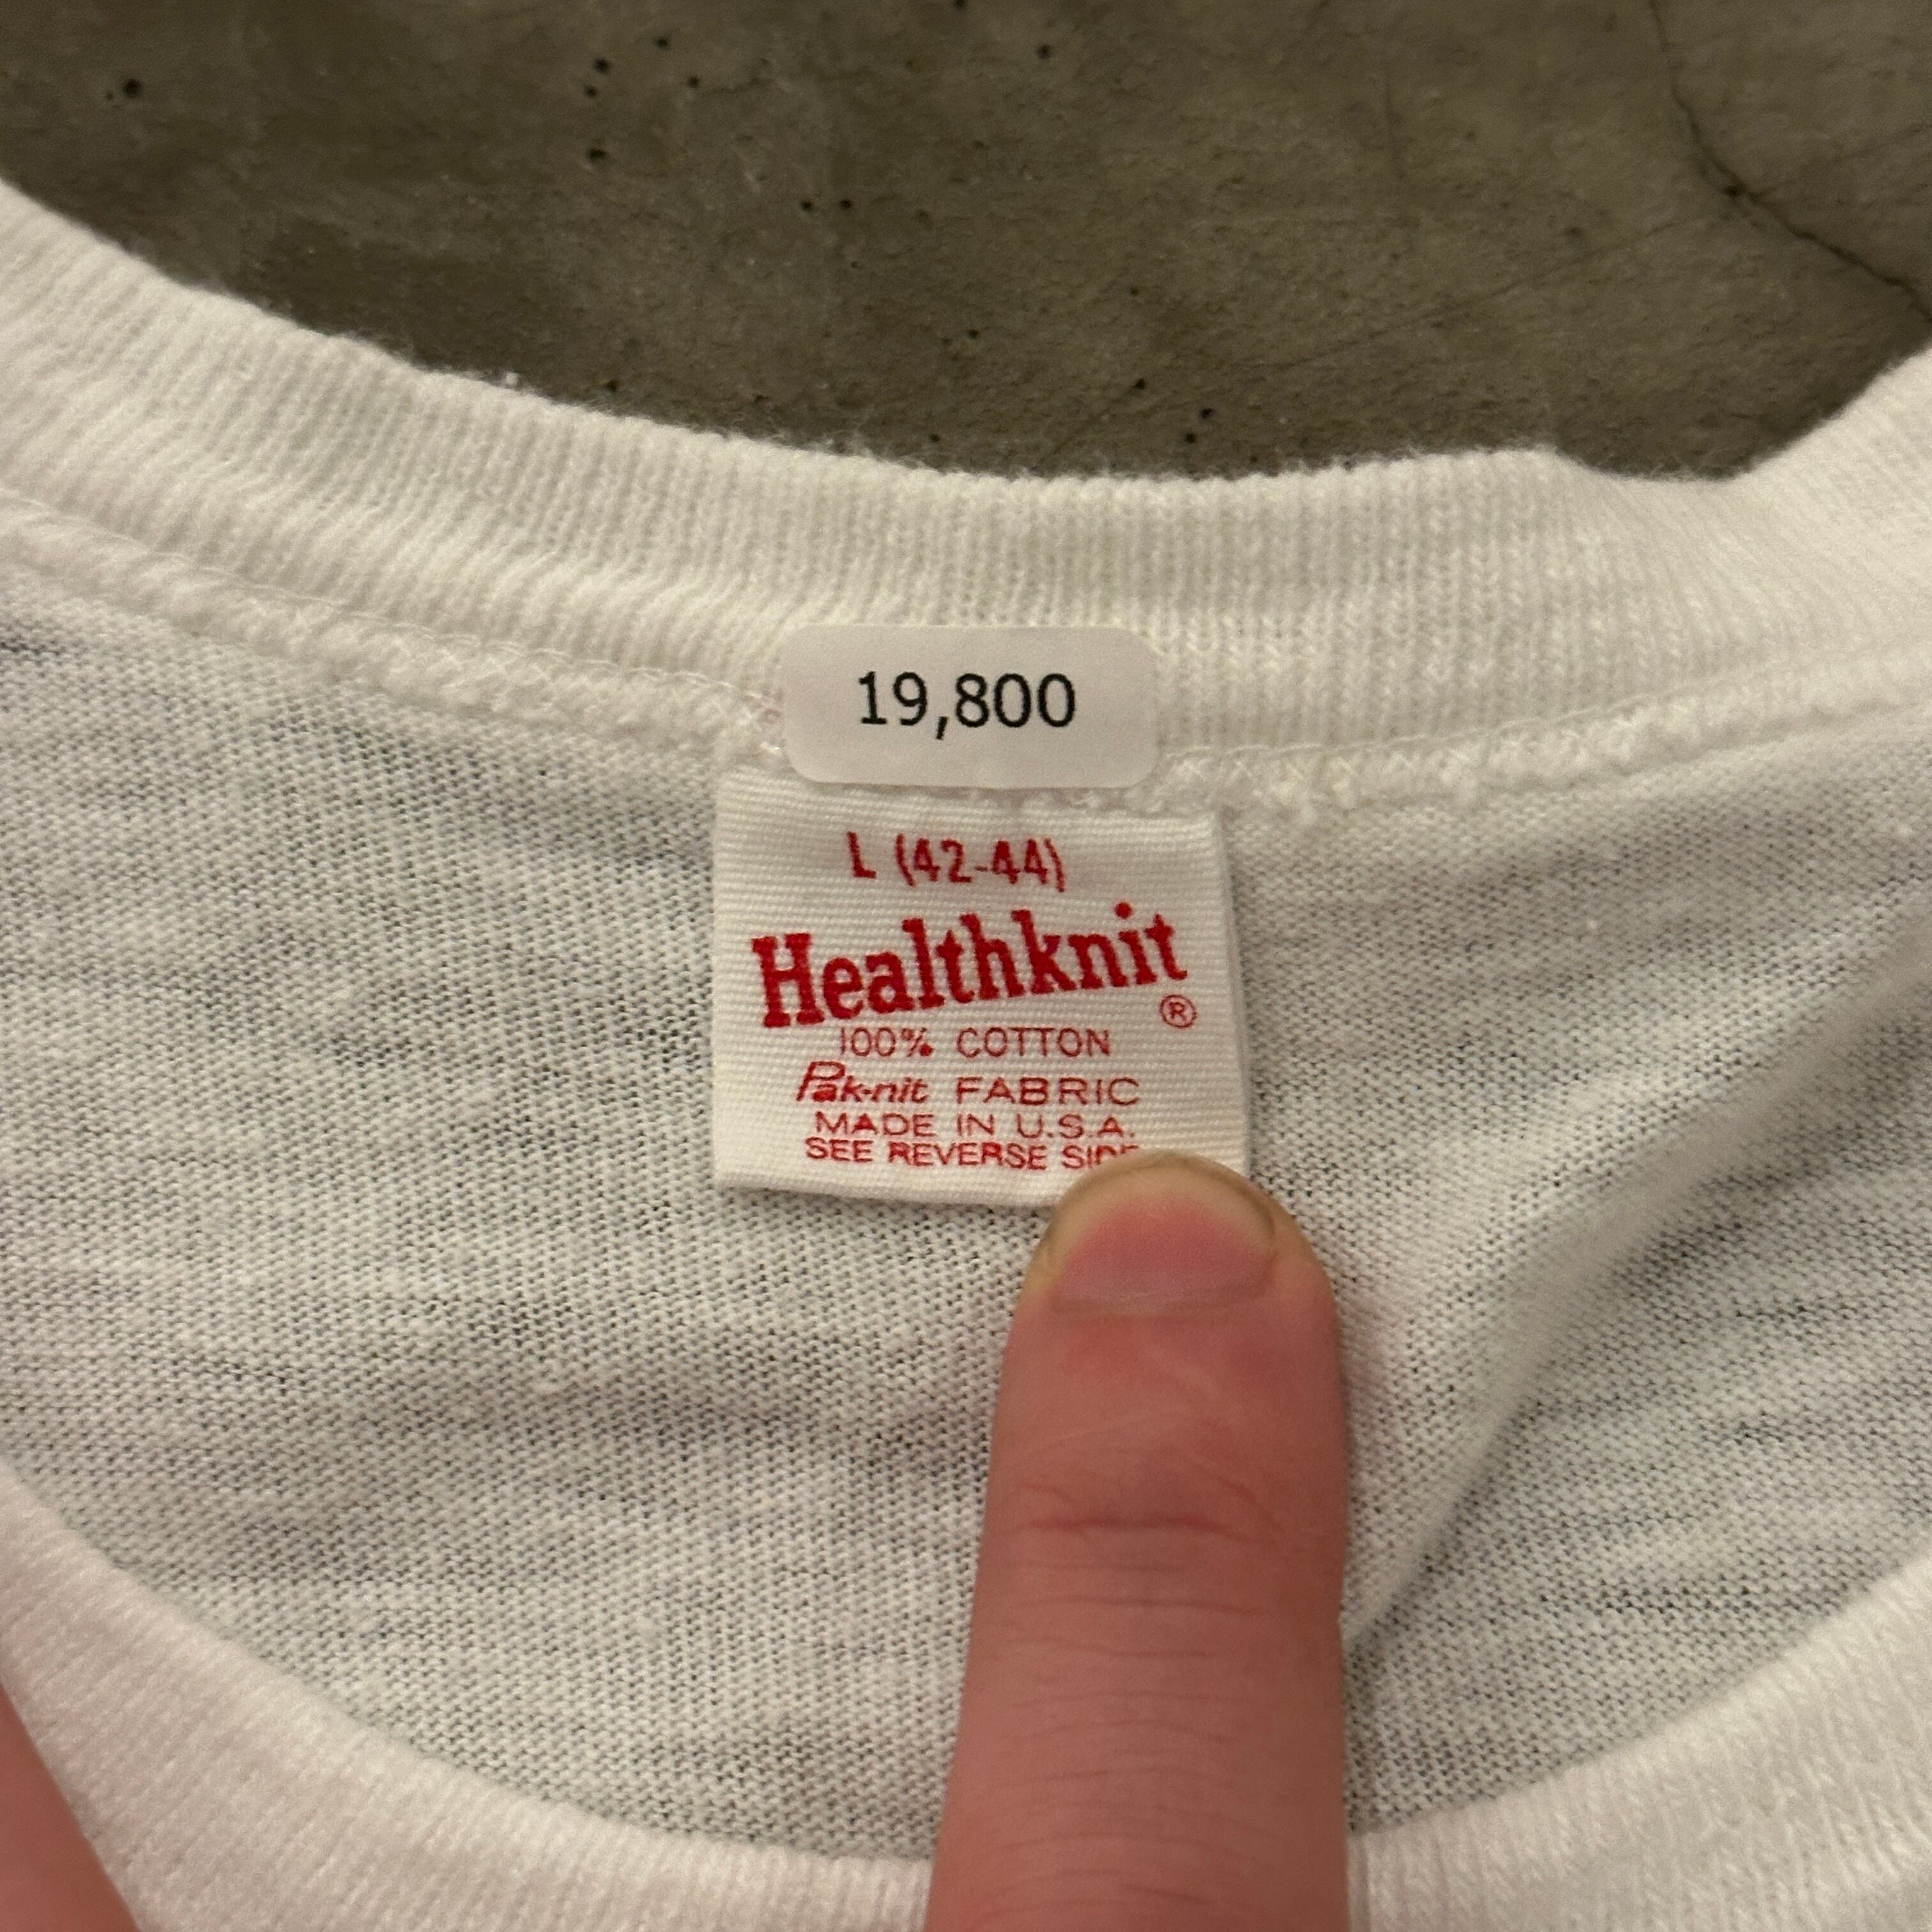 19,800
L (42-44)
Healthknit
®
100% COTTON
Pak-nit FABRIC
MADE IN U.S.A.
SEE REVERSE SIDE